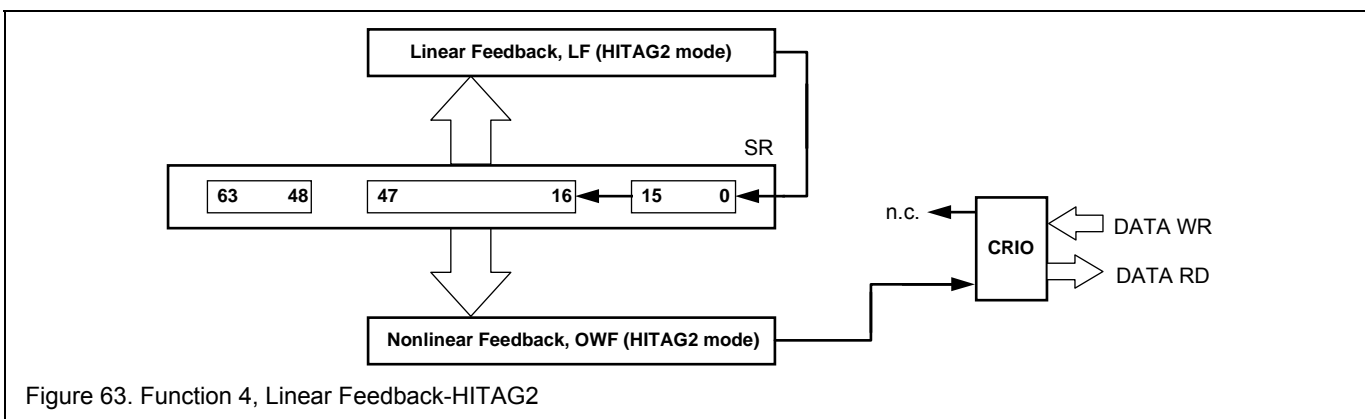 Linear Feedback, LF (HITAG2 mode)
SR
63 48 47 16 15 0
n.c.
CRIO
DATA WR
DATA RD
Nonlinear Feedback, OWF (HITAG2 mode)
Figure 63. Function 4, Linear Feedback-HITAG2